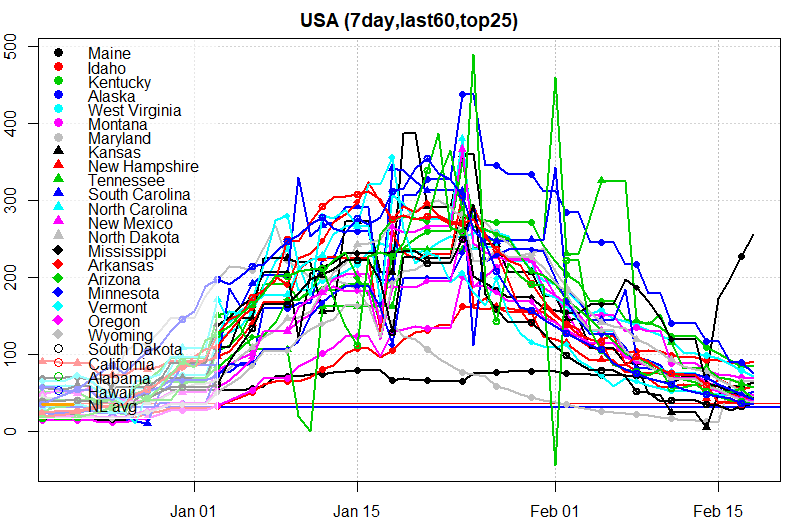 USA (7day,last60,top25)
500
400
300
200
100
0
Maine
Idaho
Kentucky
Alaska
West Virginia
Montana
Maryland
Kansas
New Hampshire
Tennessee
South Carolina
North Carolina
New Mexico
North Dakota
Mississippi
Arkansas
Arizona
Minnesota
Vermont
Oregon
Wyoming
South Dakota
California
Alabama
Hawaii
NL avg
Jan 01 Jan 15 Feb 01 Feb 15